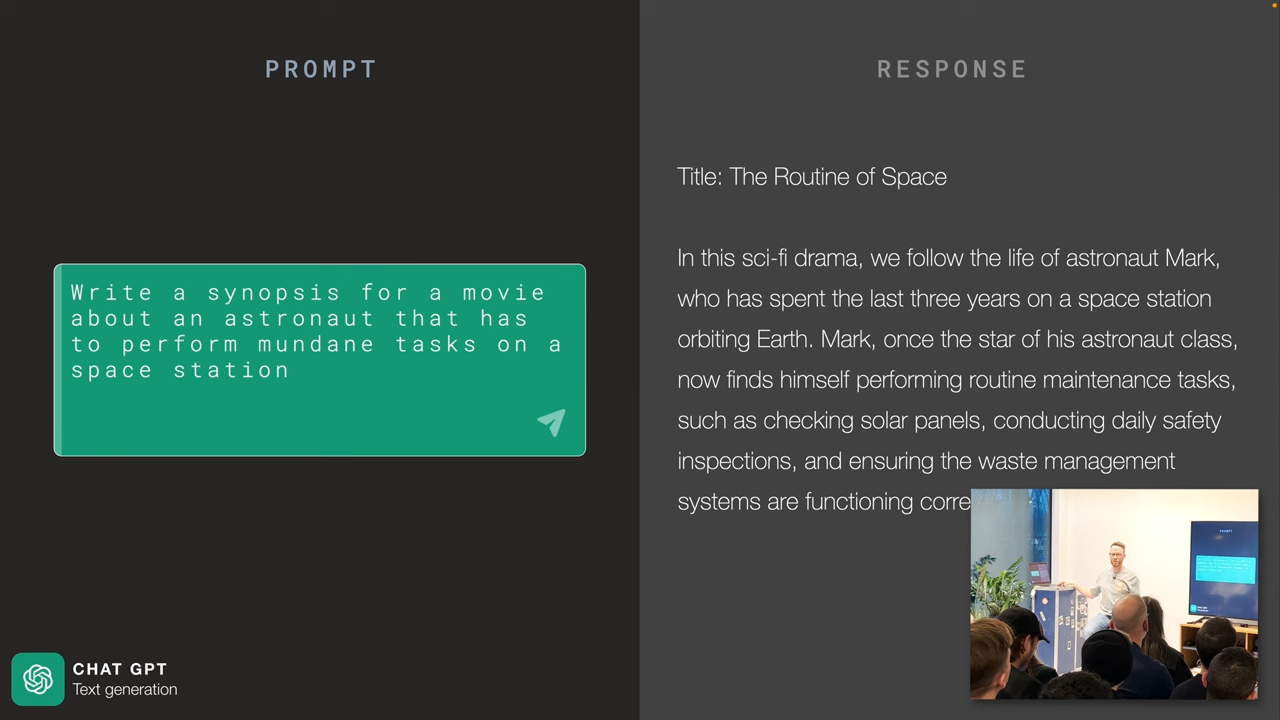 PROMPT
Write a synopsis for a movie
about an astronaut that has
to perform mundane tasks on a
space station
CHAT GPT
Text generation
RESPONSE
Title: The Routine of Space
In this sci-fi drama, we follow the life of astronaut Mark,
who has spent the last three years on a space station
orbiting Earth. Mark, once the star of his astronaut class,
now finds himself performing routine maintenance tasks,
such as checking solar panels, conducting daily safety
inspections, and ensuring the waste management
systems are functioning corre
PROMPT